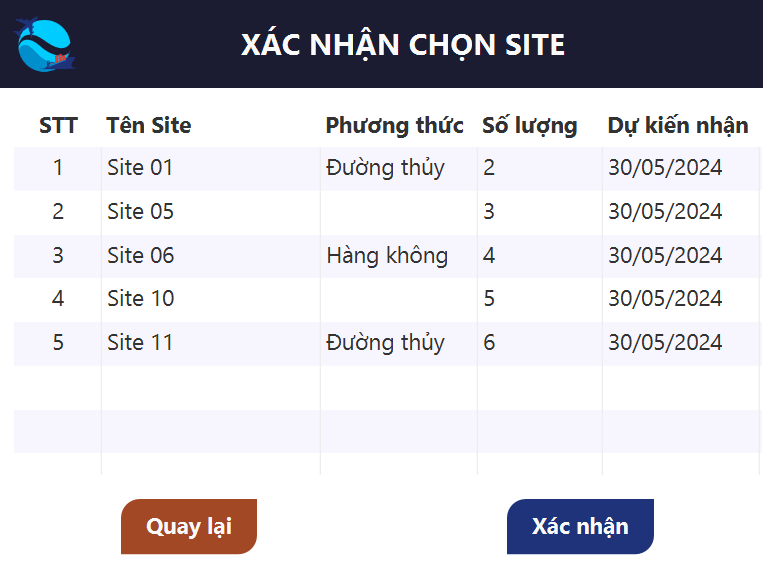 XÁC NHẬN CHỌN SITE
STT Tên Site Phương thức Số lượng Dự kiến nhận
1 Site 01 Đường thủy 2 30/05/2024
2 Site 05 3 30/05/2024
3 Site 06 Hàng không 4 30/05/2024
4 Site 10 5 30/05/2024
5 Site 11 Đường thủy 6 30/05/2024
Quay lại Xác nhận